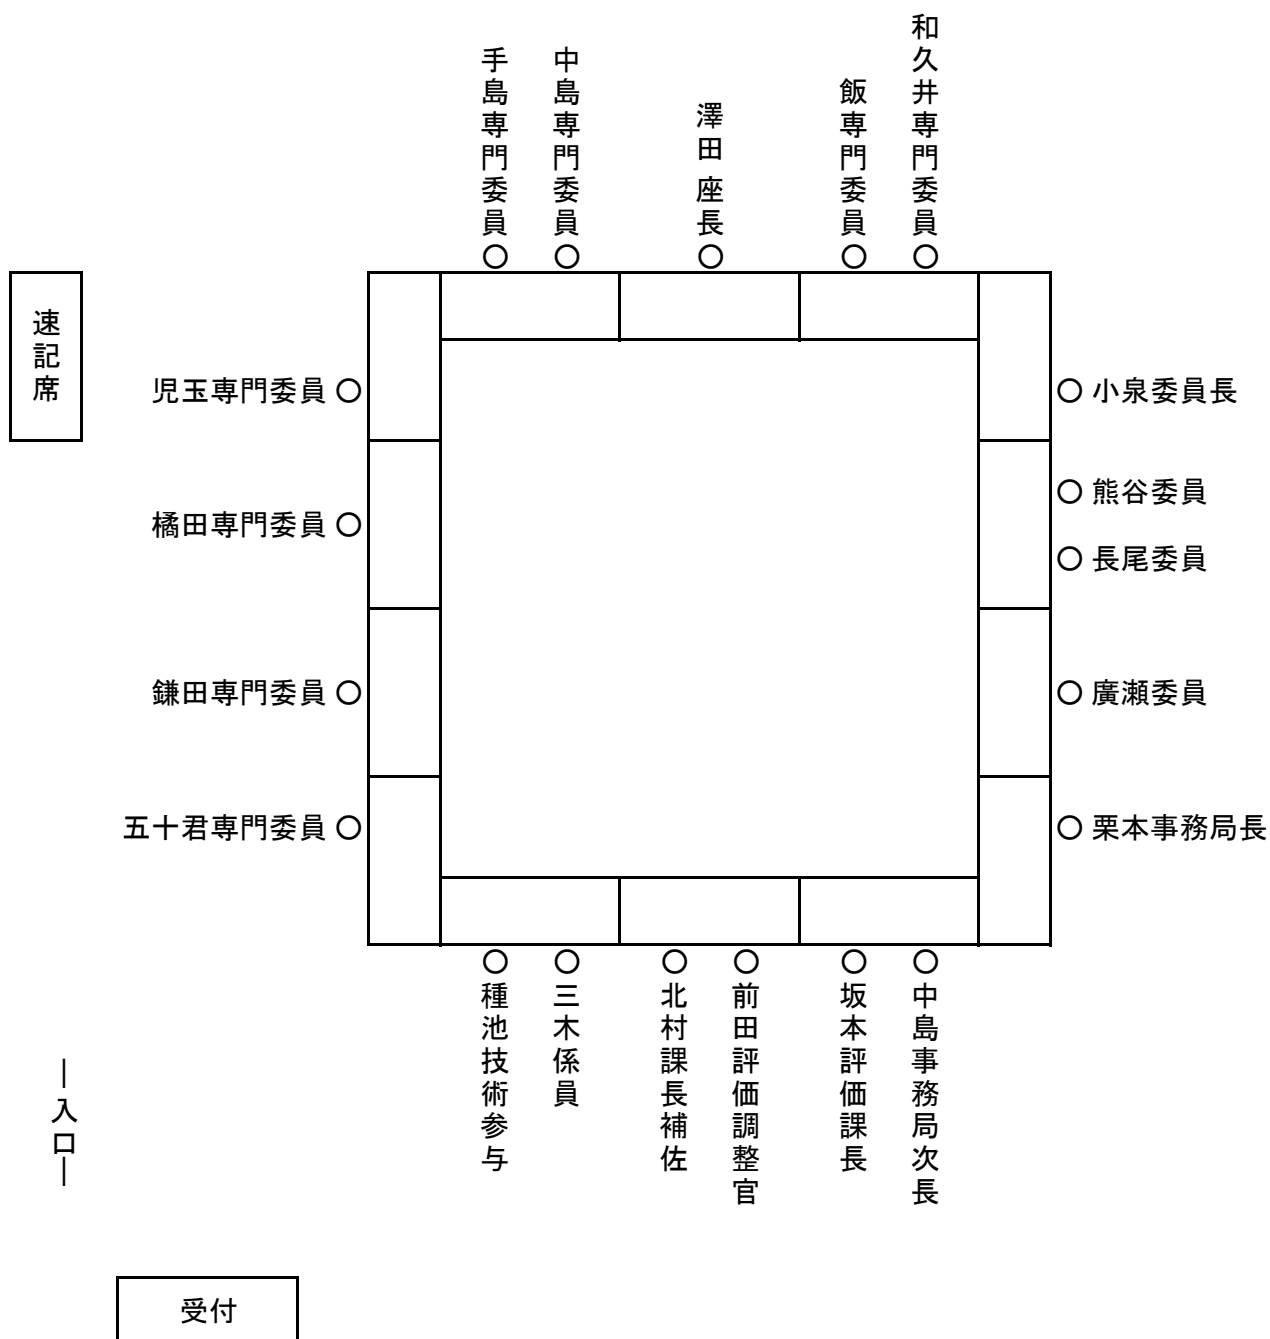 手島専門委員○
中島専門委員○
澤田 座長○
飯専門委員○
和久井専門委員○
速記席
児玉専門委員○
橘田専門委員○
鎌田専門委員○
五十君専門委員○
○小泉委員長
○熊谷委員
○長尾委員
○廣瀬委員
○栗本事務局長
○種池技術参与
○三木係員
○北村課長補佐
○前田評価調整官
○坂本評価課長
○中島事務局次長
―入口―
受付